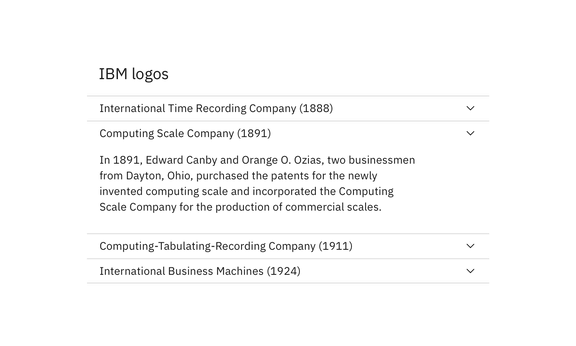 IBM logos
International Time Recording Company (1888)
Computing Scale Company (1891)
In 1891, Edward Canby and Orange O. Ozias, two businessmen
from Dayton, Ohio, purchased the patents for the newly
invented computing scale and incorporated the Computing
Scale Company for the production of commercial scales.
Computing-Tabulating-Recording Company (1911)
International Business Machines (1924)